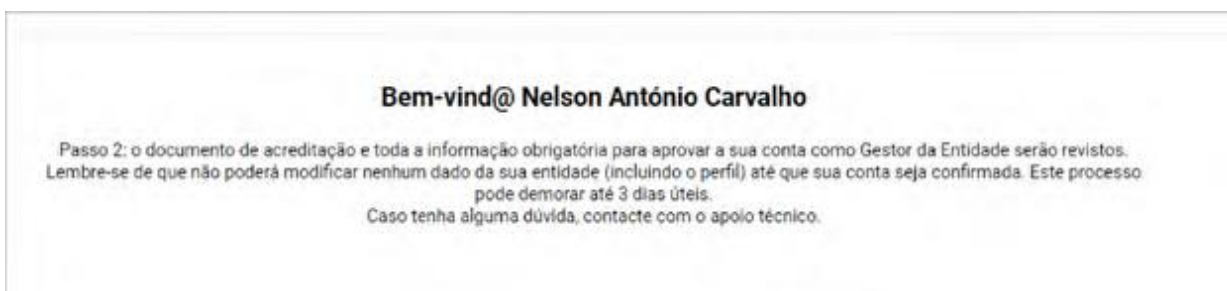 Bem-vind@ Nelson António Carvalho
Passo 2: o documento de acreditação e toda a informação obrigatória para aprovar a sua conta como Gestor da Entidade serão revistos.
Lembre-se de que não poderá modificar nenhum dado da sua entidade (incluindo o perfil) até que sua conta seja confirmada. Este processo
pode demorar até 3 dias úteis.
Caso tenha alguma dúvida, contacte com o apoio técnico.